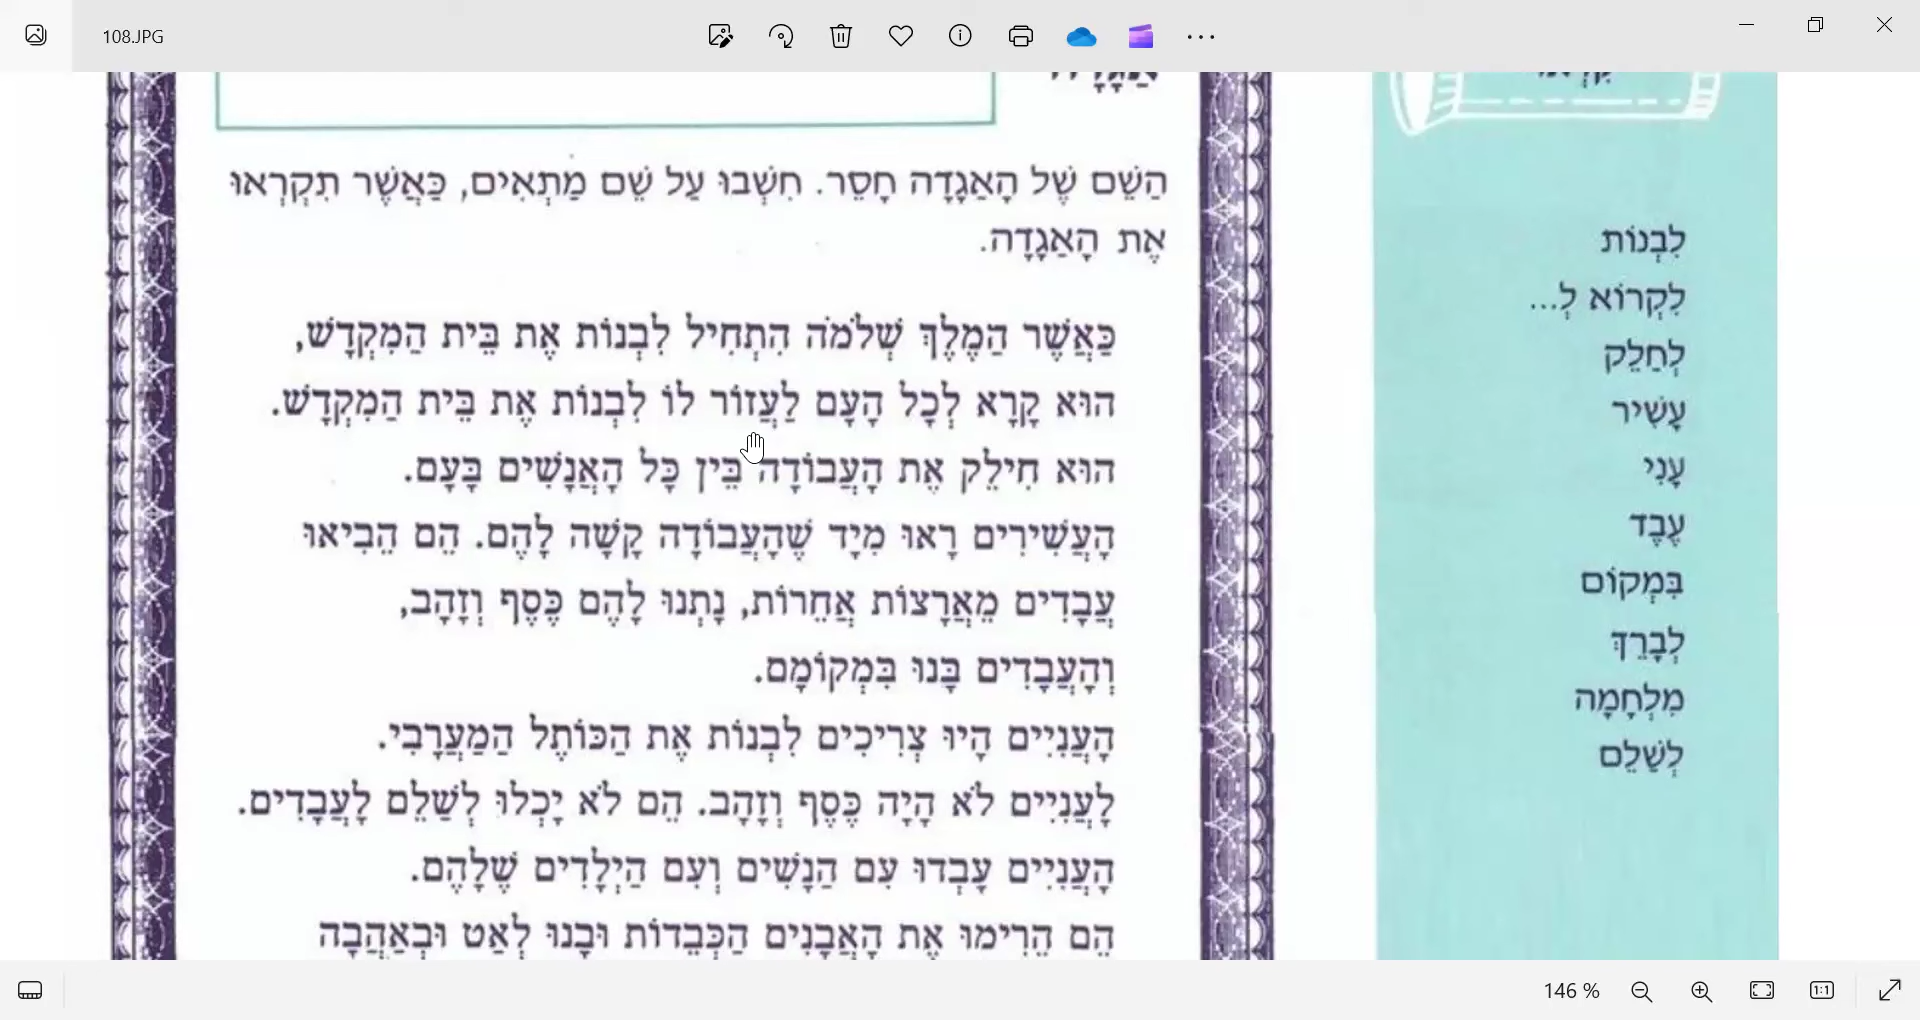 108.JPG
אַגָּדָה
הַשֵּׁם שֶׁל הָאַגָּדָה חָסֵר. חִשְׁבוּ עַל שֵׁם מַתְאִים, כַּאֲשֶׁר תִּקְרְאוּ
אֶת הָאַגָּדָה.
כַּאֲשֶׁר הַמֶּלֶךְ שְׁלֹמֹה הִתְחִיל לִבְנוֹת אֶת בֵּית הַמִּקְדָּשׁ,
הוּא קָרָא לְכָל הָעָם לַעֲזוֹר לוֹ לִבְנוֹת אֶת בֵּית הַמִּקְדָּשׁ.
הוּא חִילֵק אֶת הָעֲבוֹדָה בֵּין כָּל הָאֲנָשִׁים בָּעָם.
הָעֲשִׁירִים רָאוּ מִיָּד שֶׁהָעֲבוֹדָה קָשָׁה לָהֶם. הֵם הֵבִיאוּ
עֲבָדִים מֵאֲרָצוֹת אֲחֵרוֹת, נָתְנוּ לָהֶם כֶּסֶף וְזָהָב,
וְהָעֲבָדִים בָּנוּ בִּמְקוֹמָם.
הָעֲנִיִּים הָיוּ צְרִיכִים לִבְנוֹת אֶת הַכּוֹתֶל הַמַּעֲרָבִי.
לָעֲנִיִּים לֹא הָיָה כֶּסֶף וְזָהָב. הֵם לֹא יָכְלוּ לְשַׁלֵּם לָעֲבָדִים.
הָעֲנִיִּים עָבְדוּ עִם הַנָּשִׁים וְעִם הַיְלָדִים שֶׁלָּהֶם.
הֵם הֵרִימוּ אֶת הָאֲבָנִים הַכְּבֵדוֹת וּבָנוּ לְאַט וּבְאַהֲבָה
לִבְנוֹת
לִקְרוֹא לְ...
לְחַלֵּק
עָשִׁיר
עָנִי
עֶבֶד
בִּמְקוֹם
לְבָרֵךְ
מִלְחָמָה
לְשַׁלֵּם
146 %
1:1